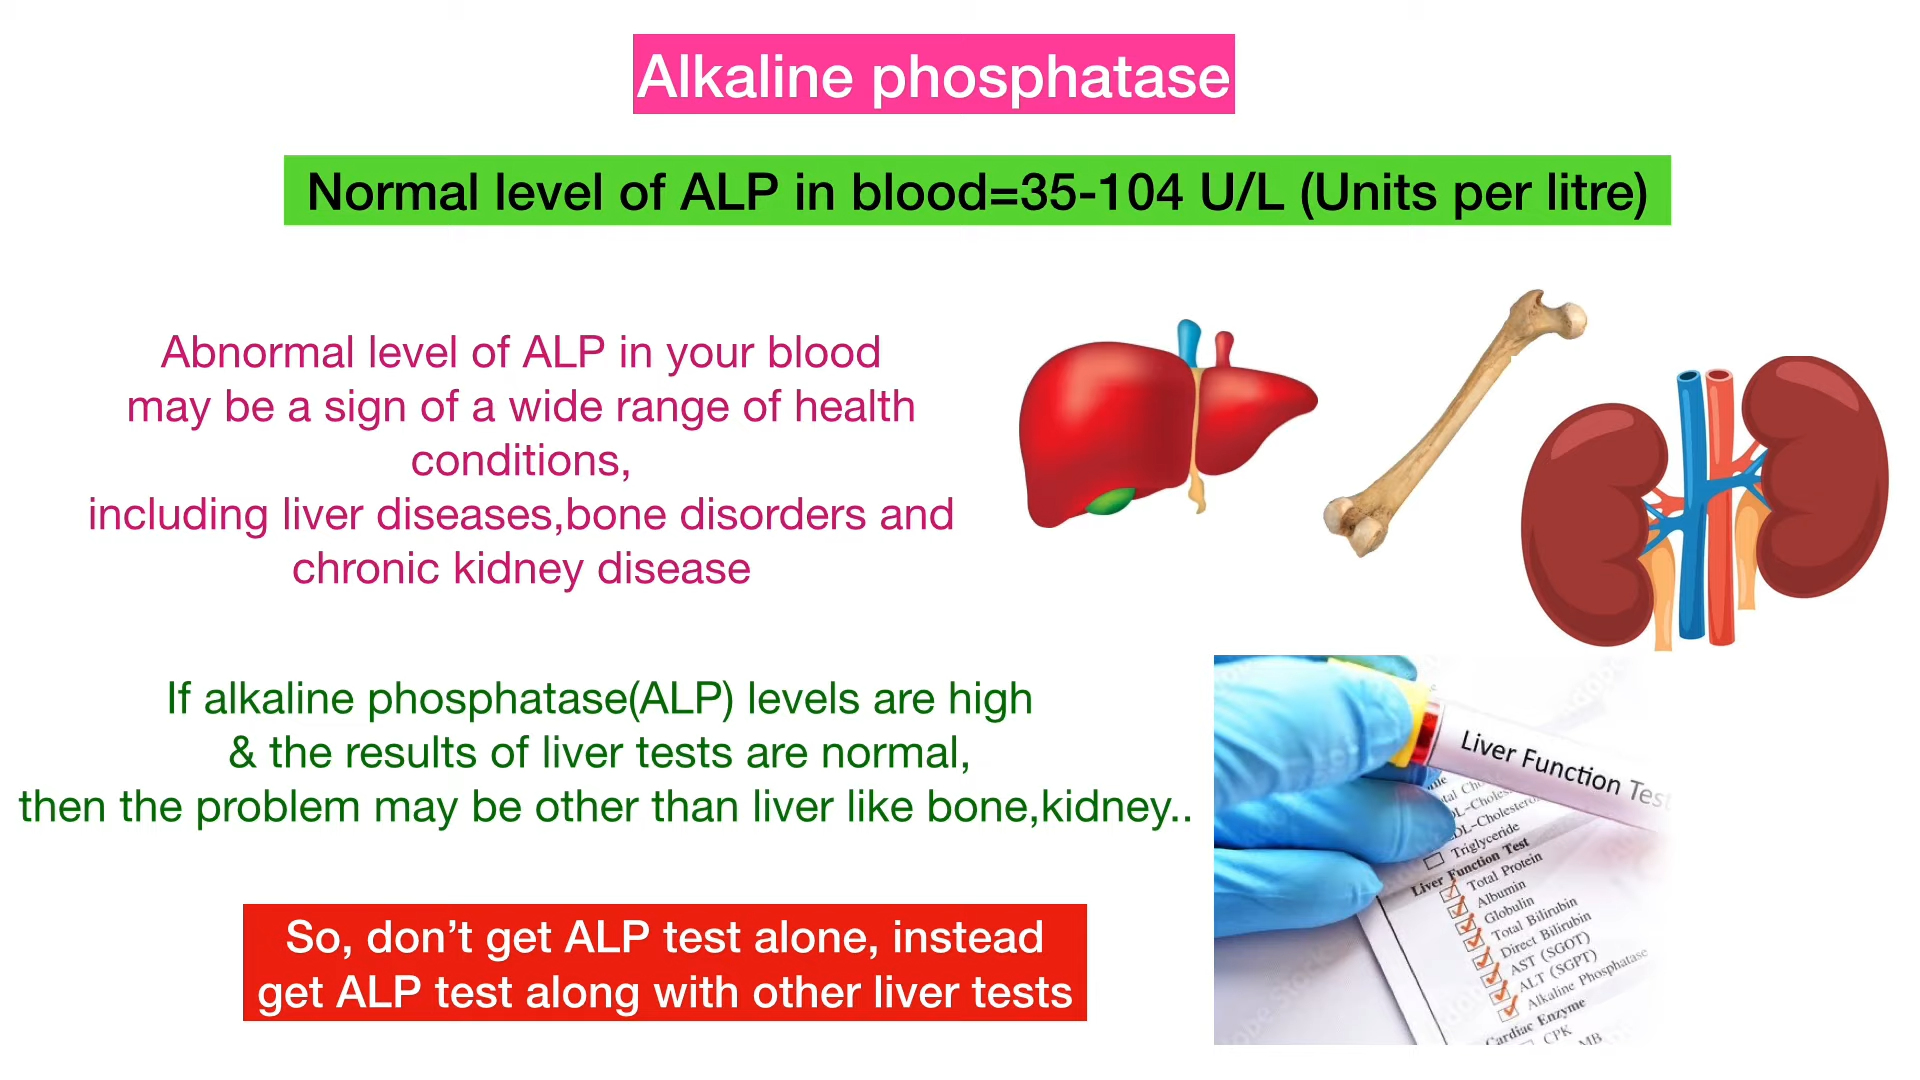 Alkaline phosphatase
Normal level of ALP in blood=35-104 U/L (Units per litre)
Abnormal level of ALP in your blood
may be a sign of a wide range of health
conditions,
including liver diseases,bone disorders and
chronic kidney disease
If alkaline phosphatase(ALP) levels are high
& the results of liver tests are normal,
then the problem may be other than liver like bone,kidney..
So, don’t get ALP test alone, instead
get ALP test along with other liver tests
Liver Function Test
Triglyceride
Liver Function Test
Total Protein
Albumin
Globulin
Total Bilirubin
Direct Bilirubin
AST (SGOT)
ALT (SGPT)
Alkaline Phosphatase
Cardiac Enzyme
CPK